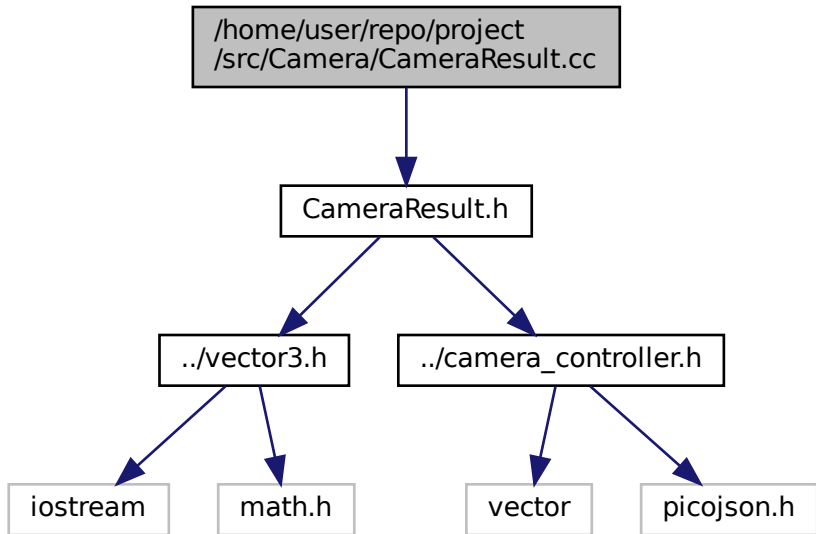 /home/user/repo/project
/src/Camera/CameraResult.cc
CameraResult.h
../vector3.h
../camera_controller.h
iostream
math.h
vector
picojson.h